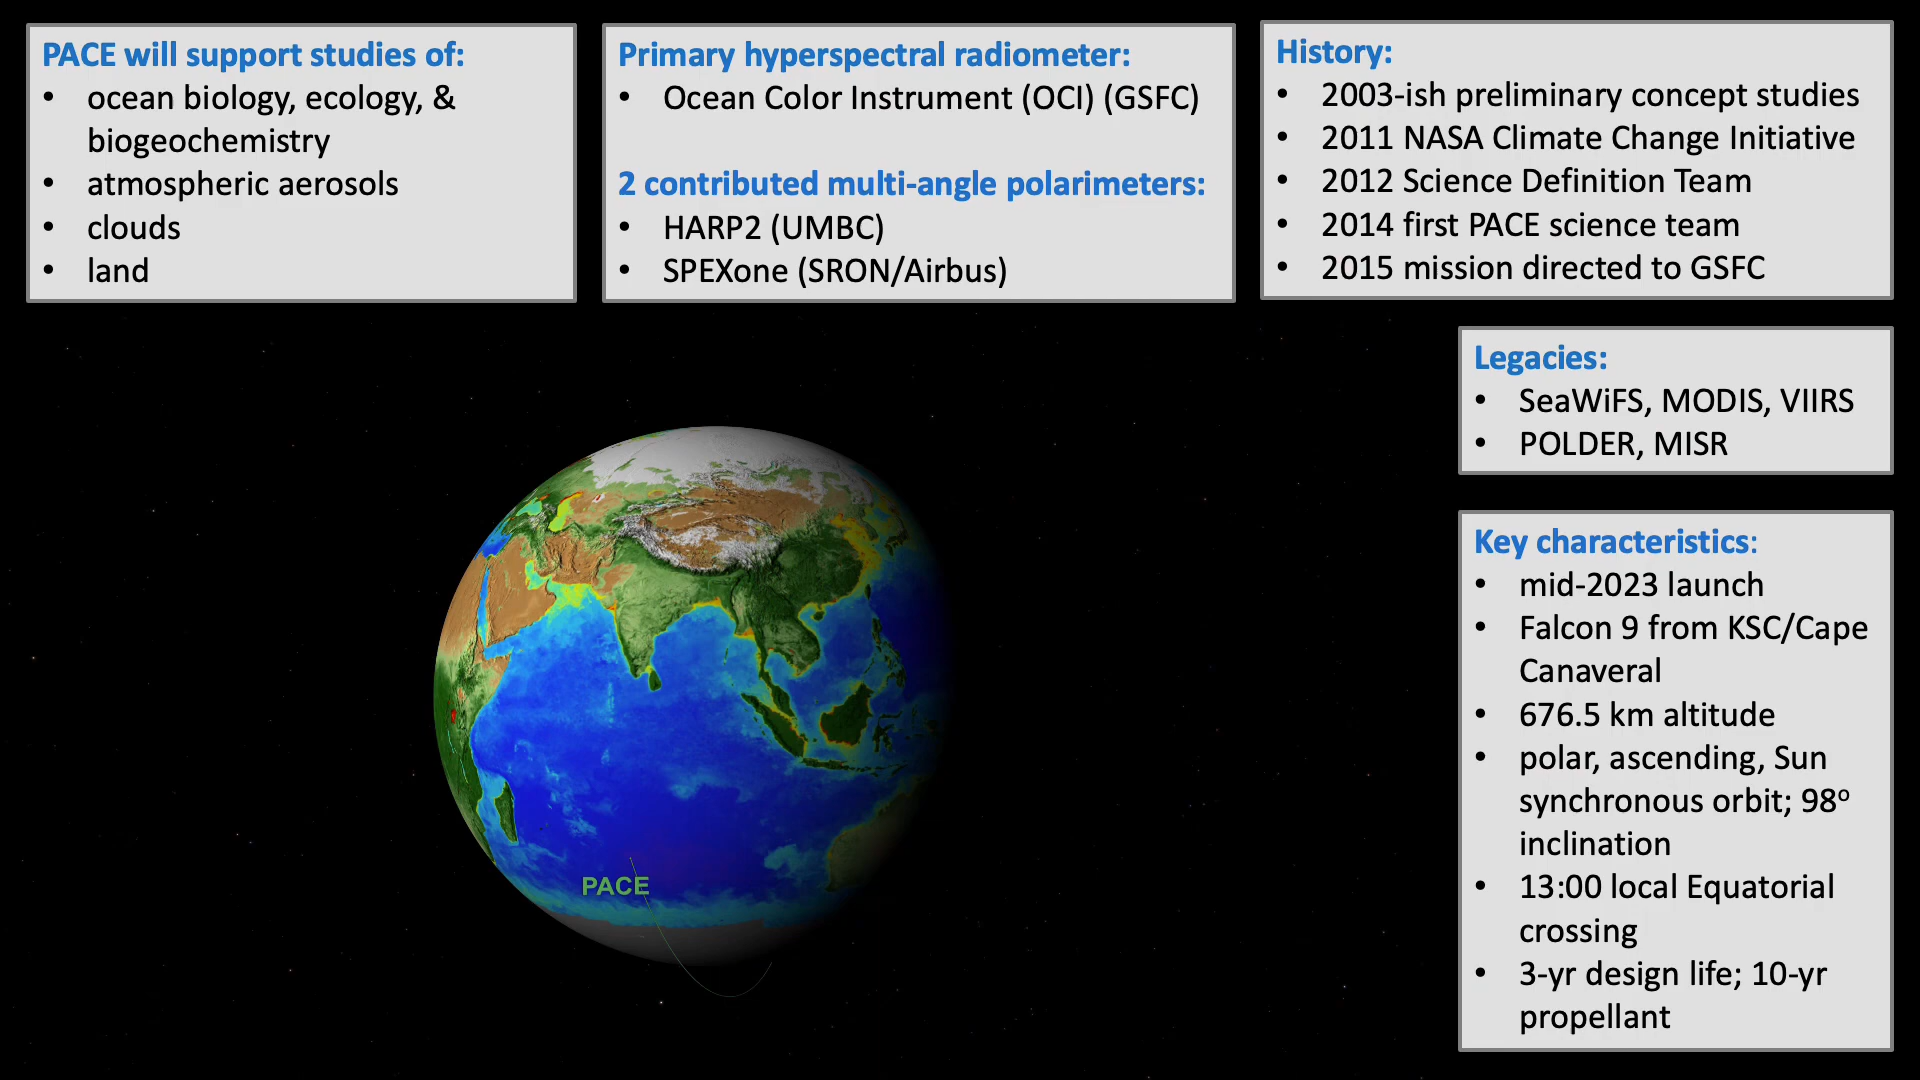 PACE will support studies of:
• ocean biology, ecology, &
biogeochemistry
• atmospheric aerosols
• clouds
• land
Primary hyperspectral radiometer:
• Ocean Color Instrument (OCI) (GSFC)
2 contributed multi-angle polarimeters:
• HARP2 (UMBC)
• SPEXone (SRON/Airbus)
History:
• 2003-ish preliminary concept studies
• 2011 NASA Climate Change Initiative
• 2012 Science Definition Team
• 2014 first PACE science team
• 2015 mission directed to GSFC
Legacies:
• SeaWiFS, MODIS, VIIRS
• POLDER, MISR
Key characteristics:
• mid-2023 launch
• Falcon 9 from KSC/Cape
Canaveral
• 676.5 km altitude
• polar, ascending, Sun
synchronous orbit; 98º
inclination
• 13:00 local Equatorial
crossing
• 3-yr design life; 10-yr
propellant
PACE